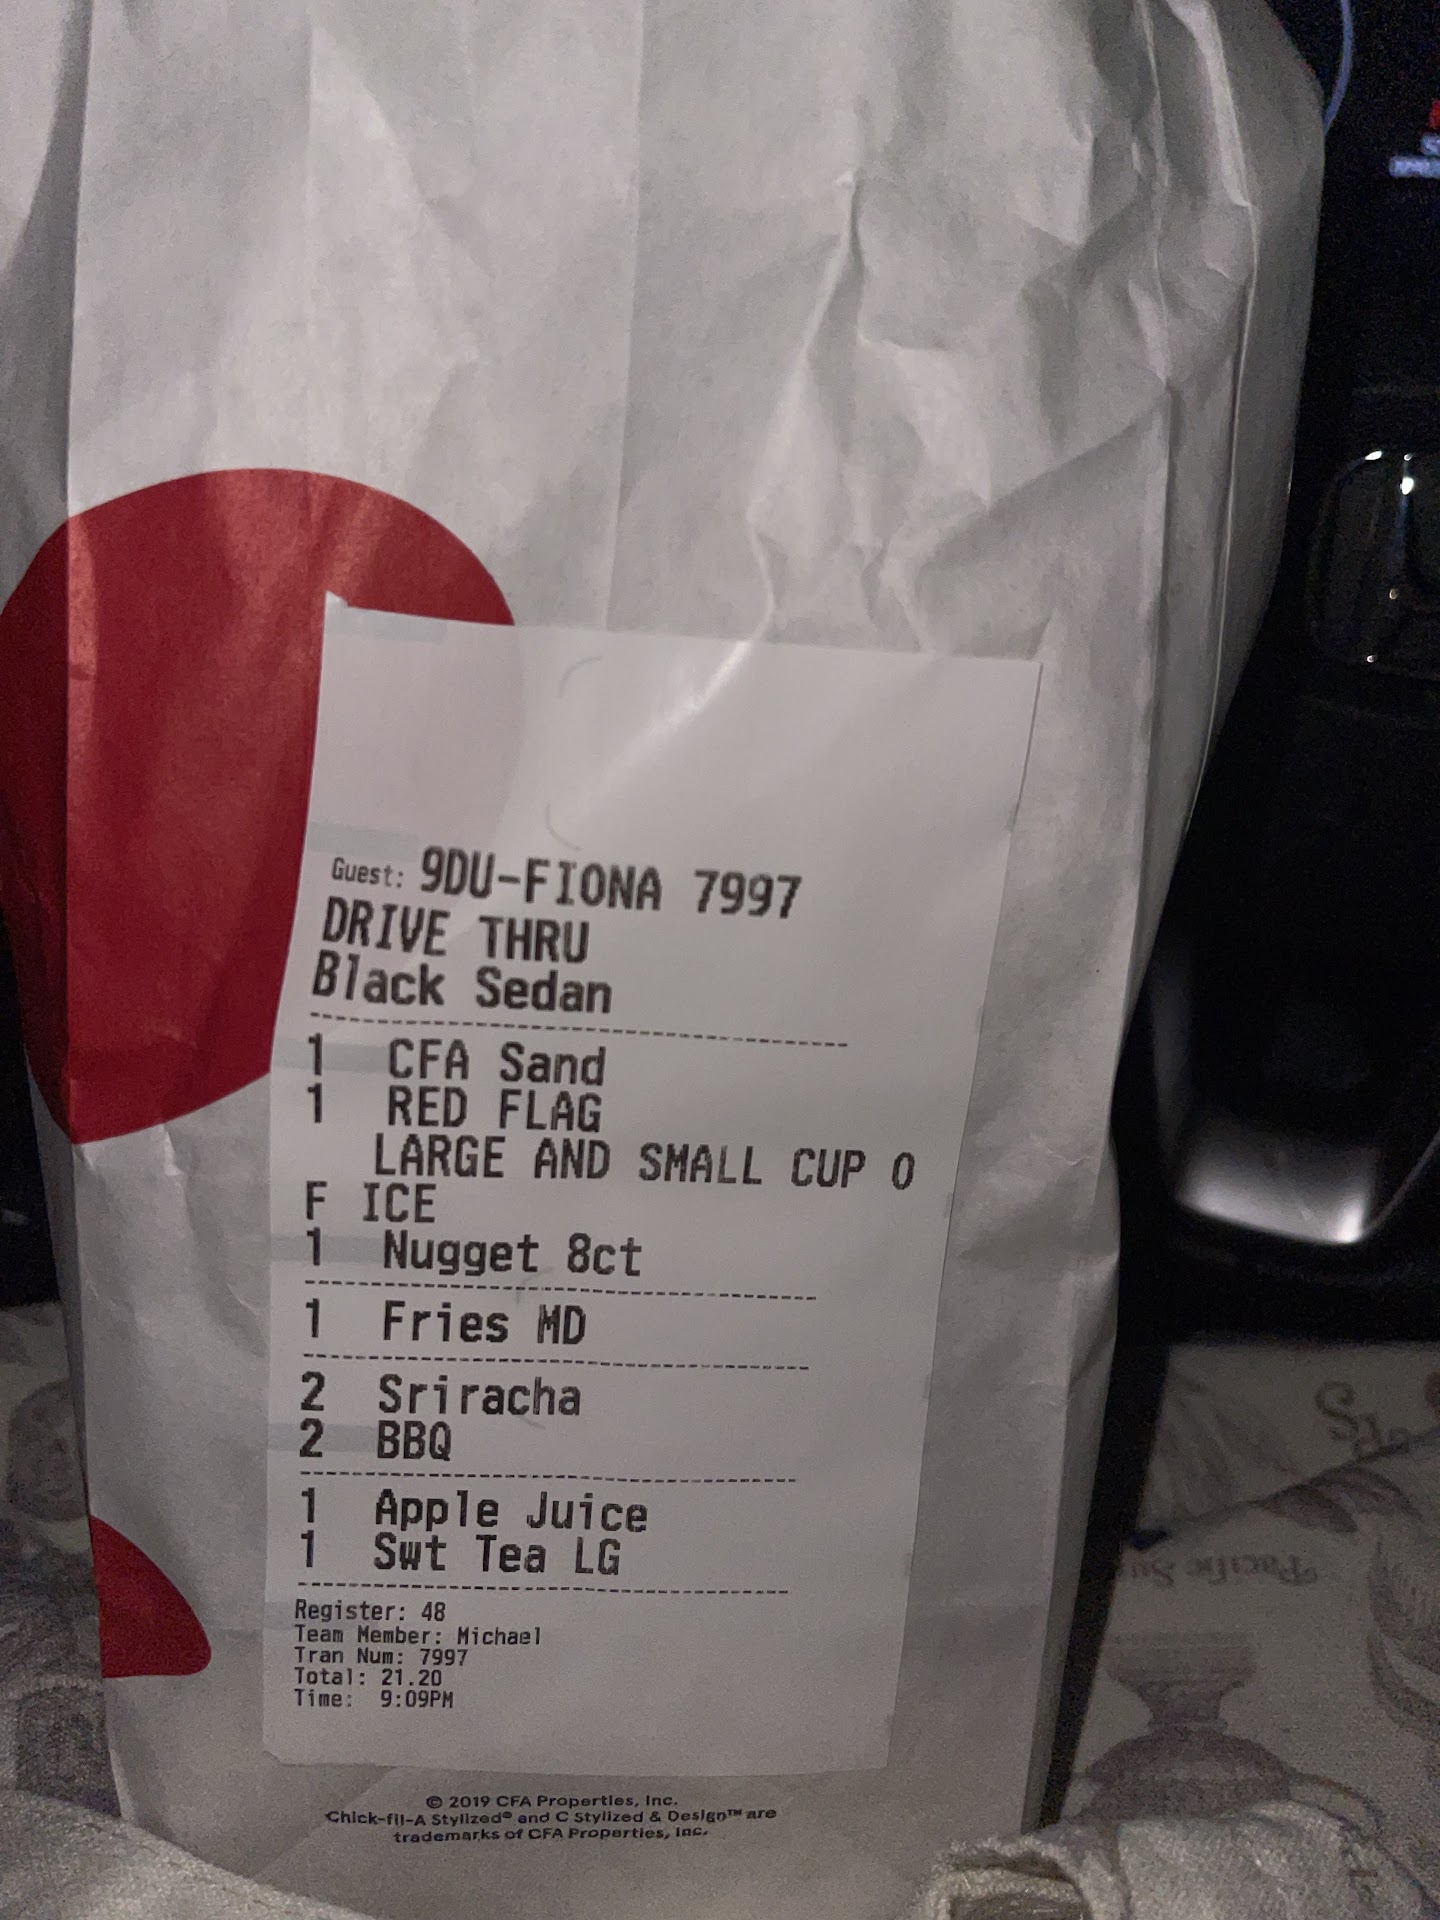 Guest: 9DU-FIONA 7997
DRIVE THRU
Black Sedan
1 CFA Sand
1 RED FLAG
LARGE AND SMALL CUP O
F ICE
1 Nugget 8ct
1 Fries MD
2 Sriracha
2 BBQ
1 Apple Juice
1 Swt Tea LG
Register: 48
Team Member: Michael
Tran Num: 7997
Total: 21.20
Time: 9:09PM
© 2019 CFA Properties, Inc.
Chick-fil-A Stylized® and C Stylized & Design™ are
trademarks of CFA Properties, Inc.
Pacific